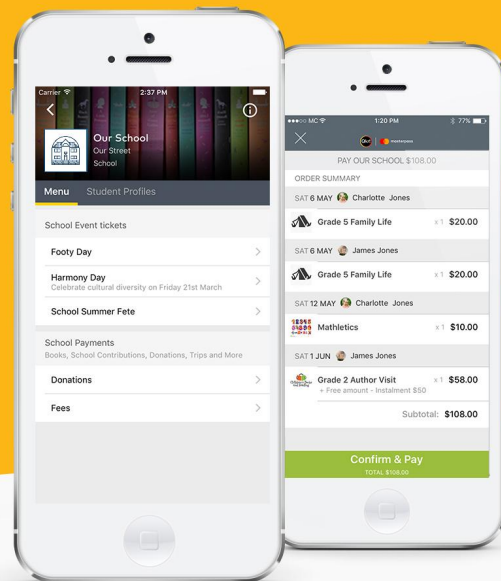 Carrier 2:37 PM
Our School
Our Street
School
Menu Student Profiles
School Event tickets
Footy Day
Harmony Day
Celebrate cultural diversity on Friday 21st March
School Summer Fete
School Payments
Books, School Contributions, Donations, Trips and More
Donations
Fees
MC 1:20 PM 77%
Qkr! masterpass
PAY OUR SCHOOL $108.00
ORDER SUMMARY
SAT 6 MAY Charlotte Jones
Grade 5 Family Life x 1 $20.00
SAT 6 MAY James Jones
Grade 5 Family Life x 1 $20.00
SAT 12 MAY Charlotte Jones
Mathletics x 1 $10.00
SAT 1 JUN James Jones
Grade 2 Author Visit x 1 $58.00
+ Free amount - Instalment $50
Subtotal: $108.00
Confirm & Pay
TOTAL $108.00